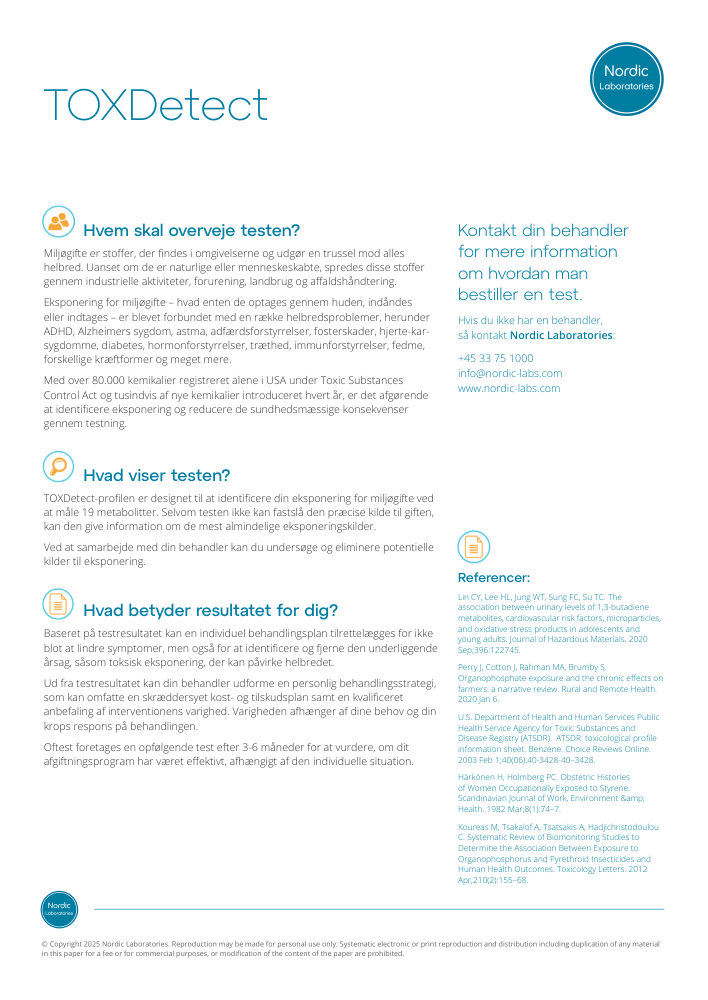 TOXDetect
Nordic
Laboratories
Hvem skal overveje testen?
Miljøgifte er stoffer, der findes i omgivelserne og udgør en trussel mod alles
helbred. Uanset om de er naturlige eller menneskeskabte, spredes disse stoffer
gennem industrielle aktiviteter, forurening, landbrug og affaldshåndtering.
Eksponering for miljøgifte – hvad enten de optages gennem huden, indåndes
eller indtages – er blevet forbundet med en række helbredsproblemer, herunder
ADHD, Alzheimers sygdom, astma, adfærdsforstyrrelser, fosterskader, hjerte-kar-
sygdomme, diabetes, hormonforstyrrelser, træthed, immunforstyrrelser, fedme,
forskellige kræftformer og meget mere.
Med over 80.000 kemikalier registreret alene i USA under Toxic Substances
Control Act og tusindvis af nye kemikalier introduceret hvert år, er det afgørende
at identificere eksponering og reducere de sundhedsmæssige konsekvenser
gennem testning.
Hvad viser testen?
TOXDetect-profilen er designet til at identificere din eksponering for miljøgifte ved
at måle 19 metabolitter. Selvom testen ikke kan fastslå den præcise kilde til giften,
kan den give information om de mest almindelige eksponeringskilder.
Ved at samarbejde med din behandler kan du undersøge og eliminere potentielle
kilder til eksponering.
Hvad betyder resultatet for dig?
Baseret på testresultatet kan en individuel behandlingsplan tilrettelægges for ikke
blot at lindre symptomer, men også for at identificere og fjerne den underliggende
årsag, såsom toksisk eksponering, der kan påvirke helbredet.
Ud fra testresultatet kan din behandler udforme en personlig behandlingsstrategi,
som kan omfatte en skræddersyet kost- og tilskudsplan samt en kvalificeret
anbefaling af interventionens varighed. Varigheden afhænger af dine behov og din
krops respons på behandlingen.
Oftest foretages en opfølgende test efter 3-6 måneder for at vurdere, om dit
afgiftningsprogram har været effektivt, afhængigt af den individuelle situation.
Kontakt din behandler
for mere information
om hvordan man
bestiller en test.
Hvis du ikke har en behandler,
så kontakt Nordic Laboratories:
+45 33 75 1000
info@nordic-labs.com
www.nordic-labs.com
Referencer:
Lin CY, Lee HL, Jung WT, Sung FC, Su TC. The
association between urinary levels of 1,3-butadiene
metabolites, cardiovascular risk factors, microparticles,
and oxidative stress products in adolescents and
young adults. Journal of Hazardous Materials. 2020
Sep;396:122745.
Perry J, Cotton J, Rahman MA, Brumby S.
Organophosphate exposure and the chronic effects on
farmers: a narrative review. Rural and Remote Health.
2020 Jan 6.
U.S. Department of Health and Human Services Public
Health Service Agency for Toxic Substances and
Disease Registry (ATSDR). ATSDR: toxicological profile
information sheet. Benzene. Choice Reviews Online.
2003 Feb 1;40(06):40-3428-40–3428.
Härkönen H, Holmberg PC. Obstetric Histories
of Women Occupationally Exposed to Styrene.
Scandinavian Journal of Work, Environment &amp;
Health. 1982 Mar;8(1):74–7.
Koureas M, Tsakalof A, Tsatsakis A, Hadjichristodoulou
C. Systematic Review of Biomonitoring Studies to
Determine the Association Between Exposure to
Organophosphorus and Pyrethroid Insecticides and
Human Health Outcomes. Toxicology Letters. 2012
Apr;210(2):155–68.
Nordic
Laboratories
© Copyright 2025 Nordic Laboratories. Reproduction may be made for personal use only. Systematic electronic or print reproduction and distribution including duplication of any material
in this paper for a fee or for commercial purposes, or modification of the content of the paper are prohibited.